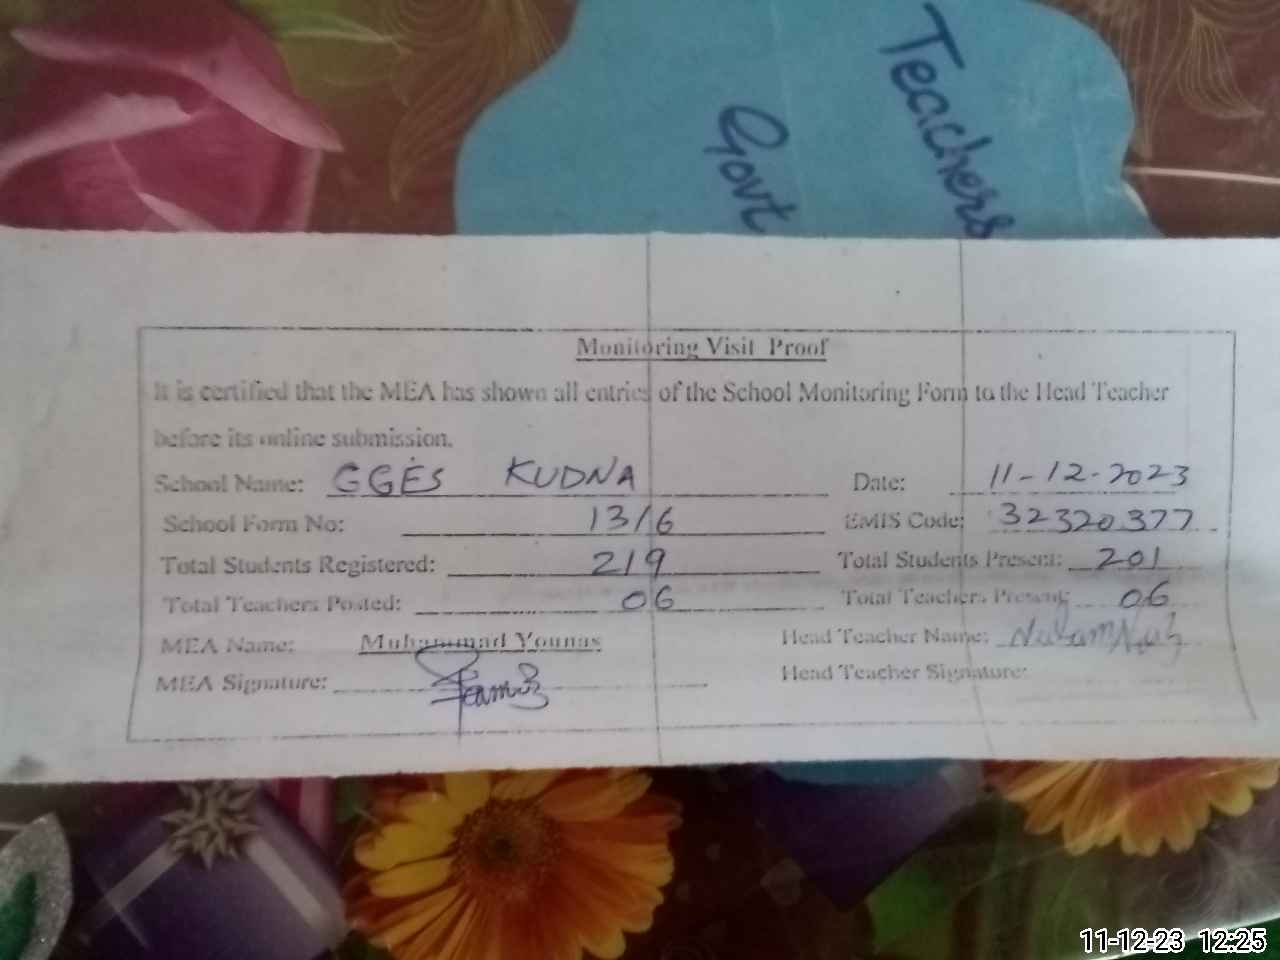 Teachers
Govt
Monitoring Visit Proof
It is certified that the MEA has shown all entries of the School Monitoring Form to the Head Teacher
before its online submission.
School Name: GGES KUDNA Date: 11-12-2023
School Form No: 1316 EMIS Code: 32320377
Total Students Registered: 219 Total Students Present: 201
Total Teachers Posted: 06 Total Teachers Present: 06
MEA Name: Muhammad Younas Head Teacher Name:
MEA Signature: Head Teacher Signature:
11-12-23 12:25